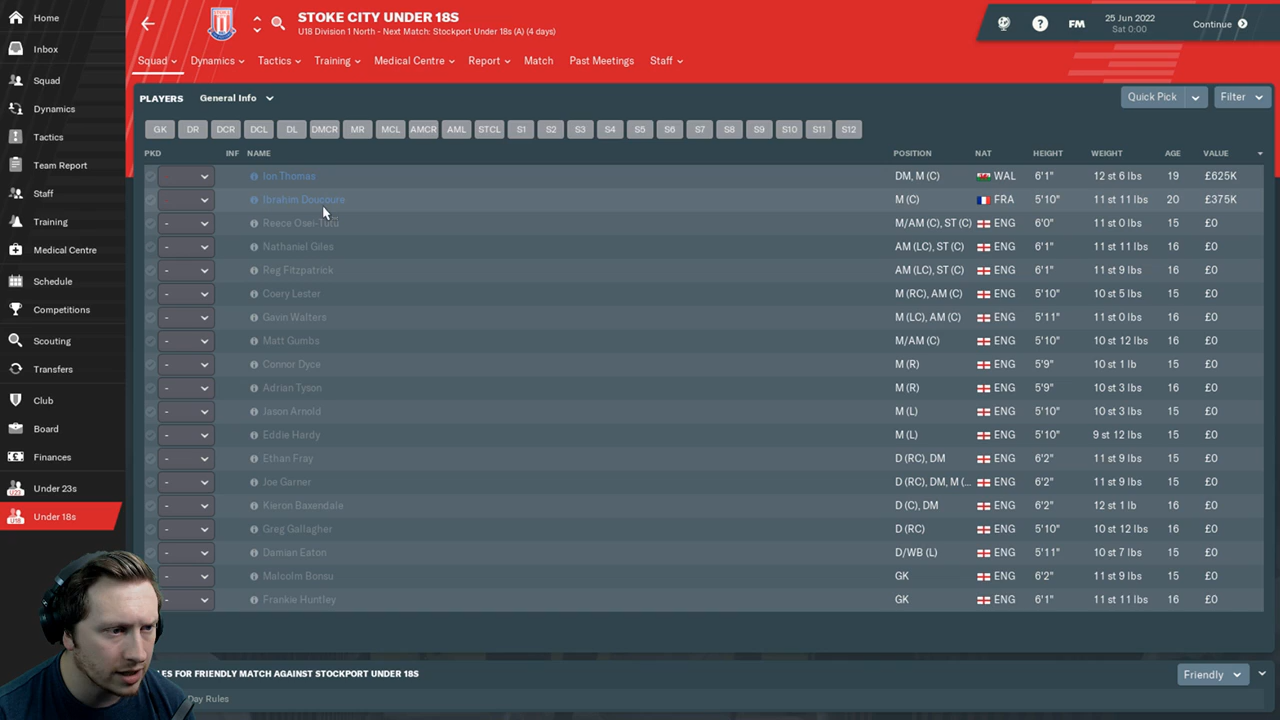 Home
Inbox
Squad
Dynamics
Tactics
Team Report
Staff
Training
Medical Centre
Schedule
Competitions
Scouting
Transfers
Club
Board
Finances
Under 23s
Under 18s
STOKE CITY UNDER 18S
U18 Division 1 North - Next Match: Stockport Under 18s (A) (4 days)
? FM 25 Jun 2022 Sat 0:00 Continue
Squad Dynamics Tactics Training Medical Centre Report Match Past Meetings Staff
PLAYERS General Info Quick Pick Filter
GK DR DCR DCL DL DMCR MR MCL AMCR AML STCL S1 S2 S3 S4 S5 S6 S7 S8 S9 S10 S11 S12
PKD INF NAME POSITION NAT HEIGHT WEIGHT AGE VALUE
Ion Thomas DM, M (C) WAL 6'1" 12 st 6 lbs 19 £625K
Ibrahim Doucoure M (C) FRA 5'10" 11 st 11 lbs 20 £375K
- Reece Osei-Tutu M/AM (C), ST (C) ENG 6'0" 11 st 0 lbs 15 £0
- Nathaniel Giles AM (LC), ST (C) ENG 6'1" 11 st 11 lbs 16 £0
- Reg Fitzpatrick AM (LC), ST (C) ENG 6'1" 11 st 9 lbs 16 £0
- Coery Lester M (RC), AM (C) ENG 5'10" 10 st 5 lbs 15 £0
- Gavin Walters M (LC), AM (C) ENG 5'11" 11 st 0 lbs 16 £0
- Matt Gumbs M/AM (C) ENG 5'10" 10 st 12 lbs 16 £0
- Connor Dyce M (R) ENG 5'9" 10 st 1 lb 15 £0
- Adrian Tyson M (R) ENG 5'9" 10 st 3 lbs 16 £0
- Jason Arnold M (L) ENG 5'10" 10 st 3 lbs 15 £0
- Eddie Hardy M (L) ENG 5'10" 9 st 12 lbs 15 £0
- Ethan Fray D (RC), DM ENG 6'2" 11 st 9 lbs 15 £0
- Joe Garner D (RC), DM, M (... ENG 6'2" 11 st 9 lbs 15 £0
- Kieron Baxendale D (C), DM ENG 6'2" 12 st 1 lb 16 £0
- Greg Gallagher D (RC) ENG 5'10" 10 st 12 lbs 16 £0
- Damian Eaton D/WB (L) ENG 5'11" 10 st 7 lbs 15 £0
- Malcolm Bonsu GK ENG 6'2" 11 st 9 lbs 15 £0
- Frankie Huntley GK ENG 6'1" 11 st 11 lbs 16 £0
ES FOR FRIENDLY MATCH AGAINST STOCKPORT UNDER 18S Friendly
Day Rules